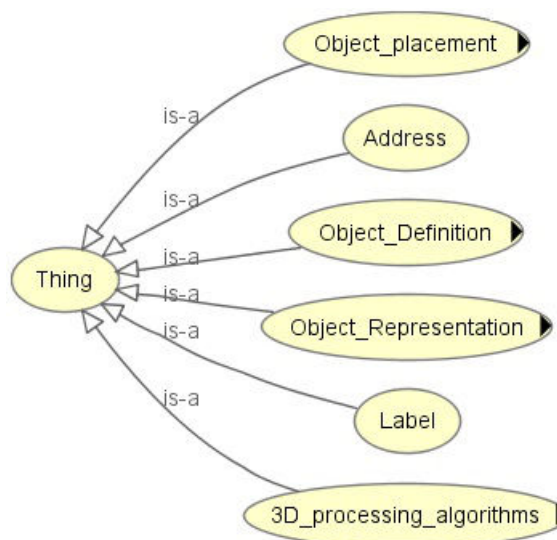 Object_placement
is-a
Address
is-a
Object_Definition
is-a
Thing
is-a
Object_Representation
is-a
Label
is-a
3D_processing_algorithms